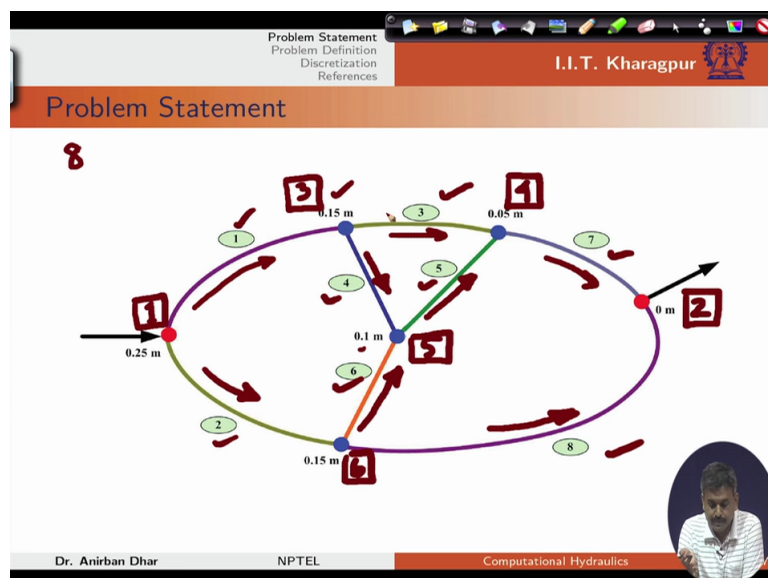 Problem Statement
Problem Definition
Discretization
References
I.I.T. Kharagpur
Problem Statement
8
3
4
0.15 m
3
0.05 m
1
7
4
5
1
2
0 m
0.1 m
5
0.25 m
6
2
8
0.15 m
6
Dr. Anirban Dhar
NPTEL
Computational Hydraulics